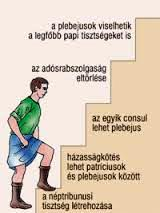 a plebejusok viselhetik
a legfőbb papi tisztségeket is
az adósrabszolgaság
eltörlése
az egyik consul
lehet plebejus
házasságkötés
lehet patríciusok
és plebejusok között
a néptribunusi
tisztség létrehozása